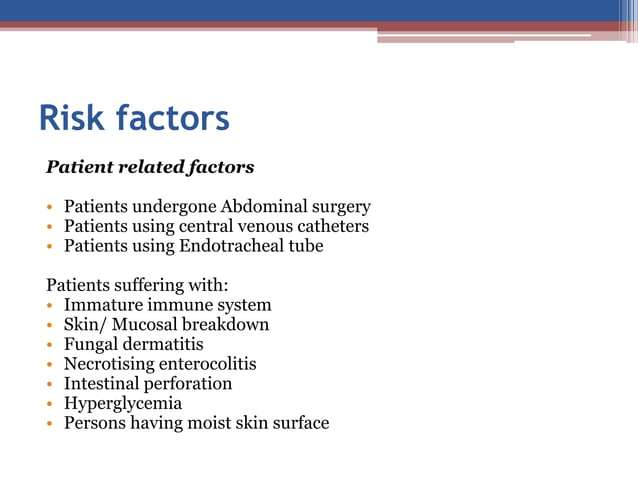 Risk factors
Patient related factors
• Patients undergone Abdominal surgery
• Patients using central venous catheters
• Patients using Endotracheal tube
Patients suffering with:
• Immature immune system
• Skin/ Mucosal breakdown
• Fungal dermatitis
• Necrotising enterocolitis
• Intestinal perforation
• Hyperglycemia
• Persons having moist skin surface